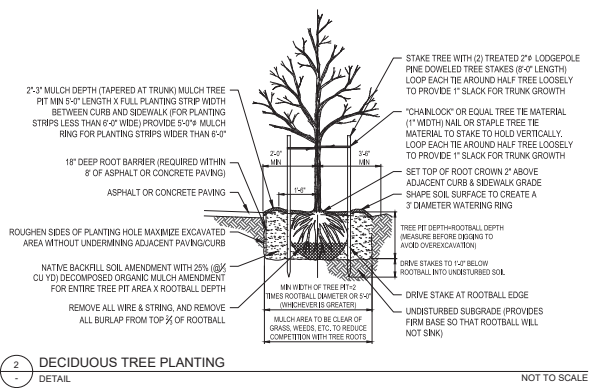 2"-3" MULCH DEPTH (TAPERED AT TRUNK) MULCH TREE
PIT MIN 5'-0" LENGTH X FULL PLANTING STRIP WIDTH
BETWEEN CURB AND SIDEWALK (FOR PLANTING
STRIPS LESS THAN 6'-0" WIDE) PROVIDE 5'-0"⌀ MULCH
RING FOR PLANTING STRIPS WIDER THAN 6'-0"
18" DEEP ROOT BARRIER (REQUIRED WITHIN
8' OF ASPHALT OR CONCRETE PAVING)
ASPHALT OR CONCRETE PAVING
ROUGHEN SIDES OF PLANTING HOLE MAXIMIZE EXCAVATED
AREA WITHOUT UNDERMINING ADJACENT PAVING/CURB
NATIVE BACKFILL SOIL AMENDMENT WITH 25%
CU YD) DECOMPOSED ORGANIC MULCH AMENDMENT
FOR ENTIRE TREE PIT AREA X ROOTBALL DEPTH
REMOVE ALL WIRE & STRING, AND REMOVE
ALL BURLAP FROM TOP OF ROOTBALL
2'-0"
MIN
3'-6"
MIN
1'-6"
STAKE TREE WITH (2) TREATED 2"⌀ LODGEPOLE
PINE DOWELED TREE STAKES (8'-0" LENGTH)
LOOP EACH TIE AROUND HALF TREE LOOSELY
TO PROVIDE 1" SLACK FOR TRUNK GROWTH
"CHAINLOCK" OR EQUAL TREE TIE MATERIAL
(1" WIDTH) NAIL OR STAPLE TREE TIE
MATERIAL TO STAKE TO HOLD VERTICALLY.
LOOP EACH TIE AROUND HALF TREE LOOSELY
TO PROVIDE 1" SLACK FOR TRUNK GROWTH
SET TOP OF ROOT CROWN 2" ABOVE
ADJACENT CURB & SIDEWALK GRADE
SHAPE SOIL SURFACE TO CREATE A
3' DIAMETER WATERING RING
TREE PIT DEPTH=ROOTBALL DEPTH
(MEASURE BEFORE DIGGING TO
AVOID OVEREXCAVATION)
DRIVE STAKES TO 1'-0" BELOW
ROOTBALL INTO UNDISTURBED SOIL
DRIVE STAKE AT ROOTBALL EDGE
UNDISTURBED SUBGRADE (PROVIDES
FIRM BASE SO THAT ROOTBALL WILL
NOT SINK)
MIN WIDTH OF TREE PIT=2
TIMES ROOTBALL DIAMETER OR 5'-0"
(WHICHEVER IS GREATER)
MULCH AREA TO BE CLEAR OF
GRASS, WEEDS, ETC. TO REDUCE
COMPETITION WITH TREE ROOTS
2
-
DECIDUOUS TREE PLANTING
DETAIL
NOT TO SCALE